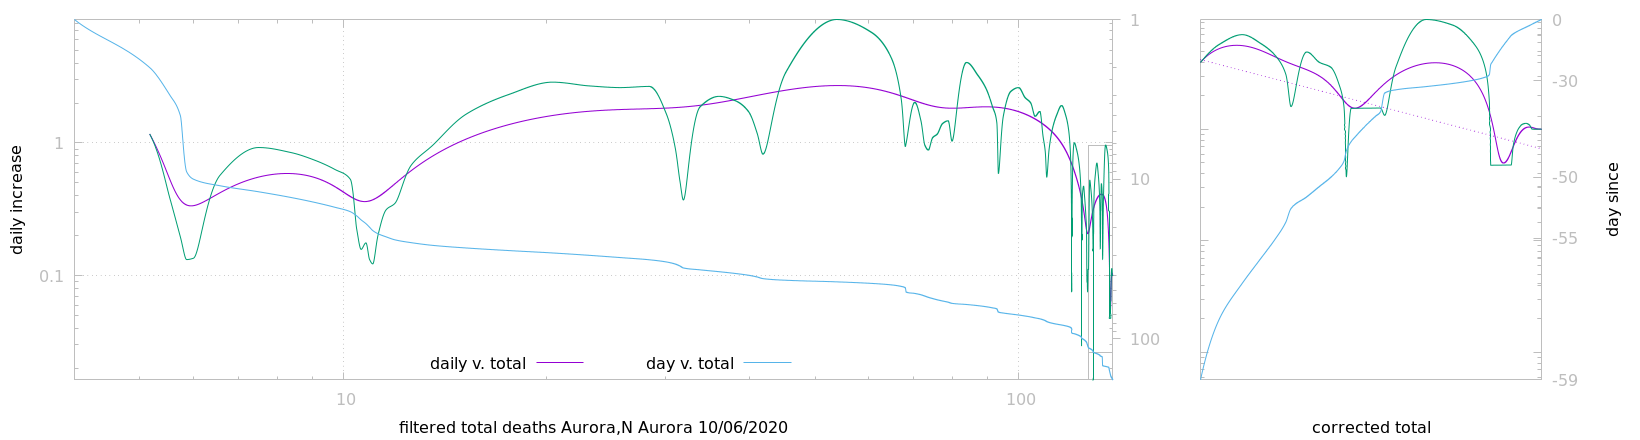 daily increase
1
0.1
10
100
1
10
100
daily v. total
day v. total
filtered total deaths Aurora,N Aurora 10/06/2020
0
-30
-50
-55
-59
day since
corrected total